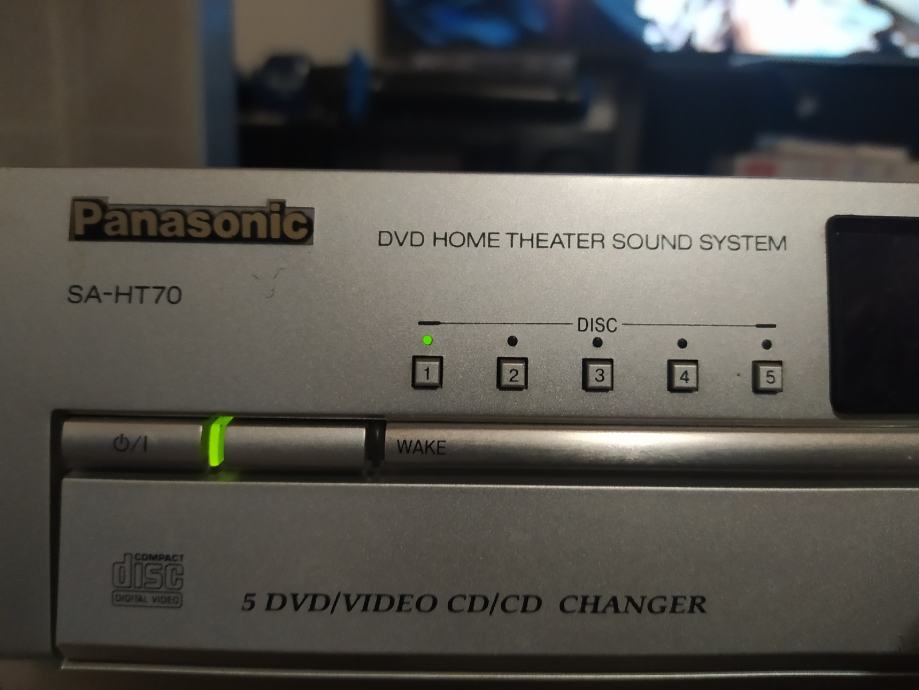 Panasonic
DVD HOME THEATER SOUND SYSTEM
SA-HT70
DISC
1 2 3 4 5
⏻/I
WAKE
COMPACT
disc
DIGITAL VIDEO
5 DVD/VIDEO CD/CD CHANGER